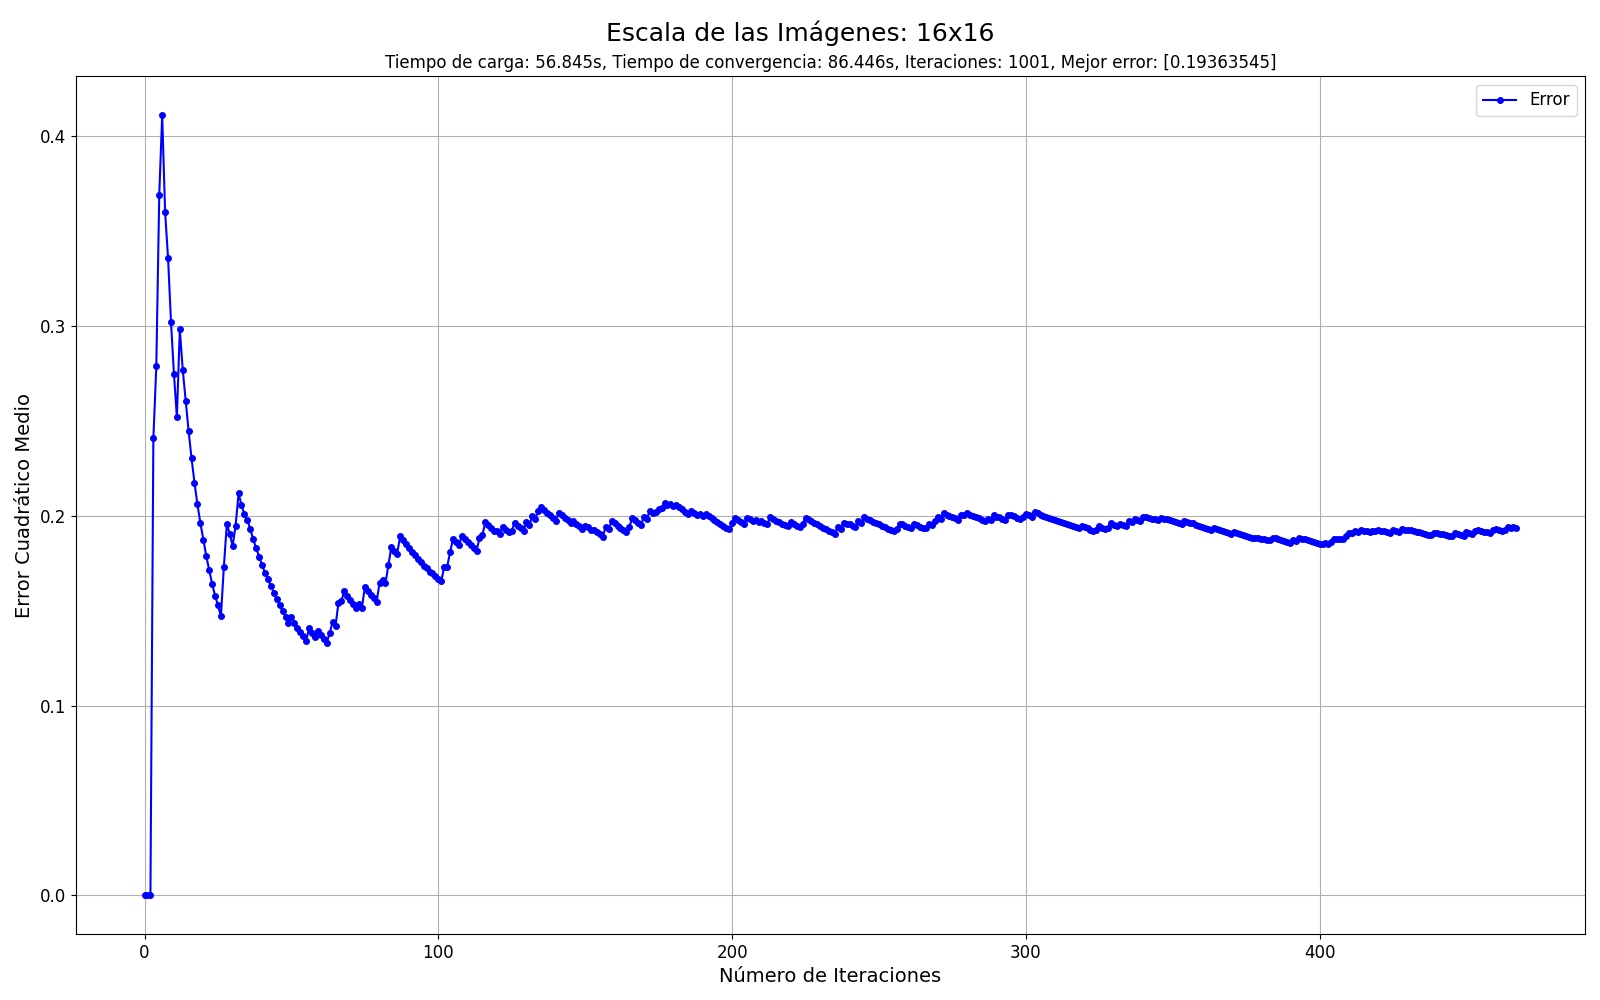 Escala de las Imágenes: 16x16
Tiempo de carga: 56.845s, Tiempo de convergencia: 86.446s, Iteraciones: 1001, Mejor error: [0.19363545]
Error
0.4
0.3
0.2
0.1
0.0
Error Cuadrático Medio
0 100 200 300 400
Número de Iteraciones